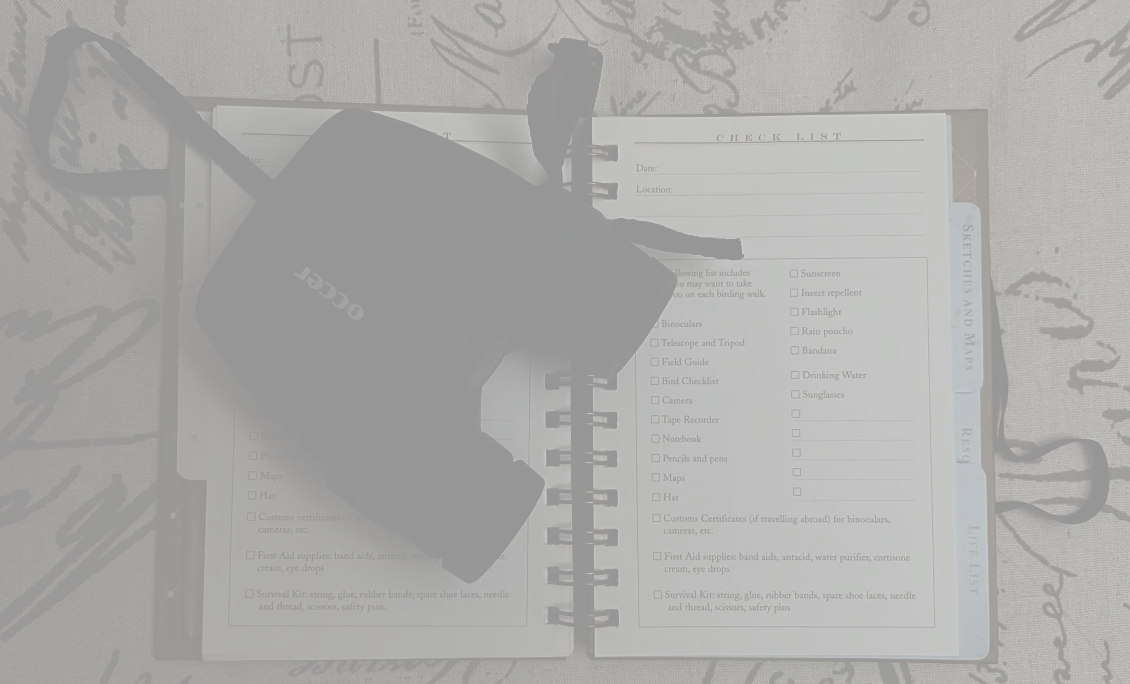 CHECK LIST
Date:
Location:
following list includes
you may want to take
you on each birding walk.
Binoculars
Telescope and Tripod
Field Guide
Bird Checklist
Camera
Tape Recorder
Notebook
Pencils and pens
Maps
Hat
Sunscreen
Insect repellent
Flashlight
Rain poncho
Bandana
Drinking Water
Sunglasses
Customs Certificates (if travelling abroad) for binoculars,
cameras, etc.
First Aid supplies: band aids, antacid, water purifier, cortisone
cream, eye drops
Survival Kit: string, glue, rubber bands, spare shoe laces, needle
and thread, scissors, safety pins
SKETCHES AND MAPS
LIFE LIST
occer
Maps
Hat
Customs certificates (if
cameras, etc.
First Aid supplies: band aids, antacid,
cream, eye drops
Survival Kit: string, glue, rubber bands, spare shoe laces, needle
and thread, scissors, safety pins.